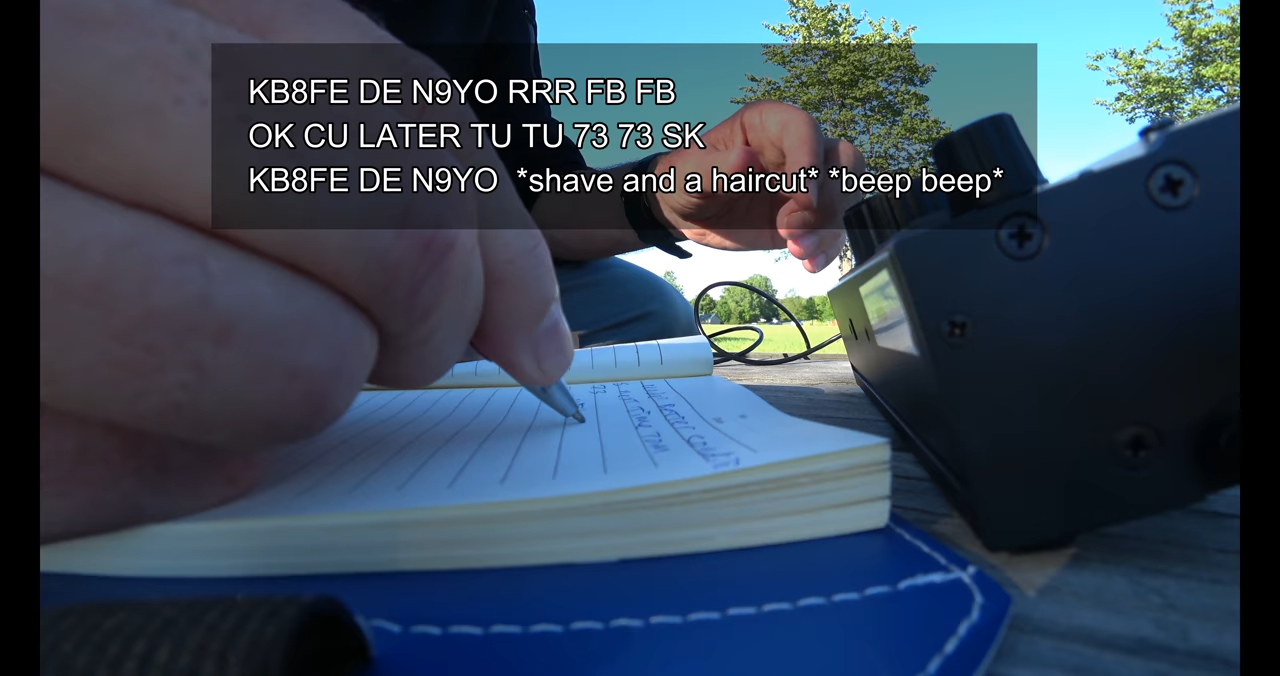 KB8FE DE N9YO RRR FB FB
OK CU LATER TU TU 73 73 SK
KB8FE DE N9YO *shave and a haircut* *beep beep*
73